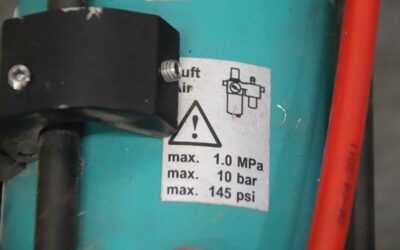 uft
Air
max. 1.0 MPa
max. 10 bar
max. 145 psi